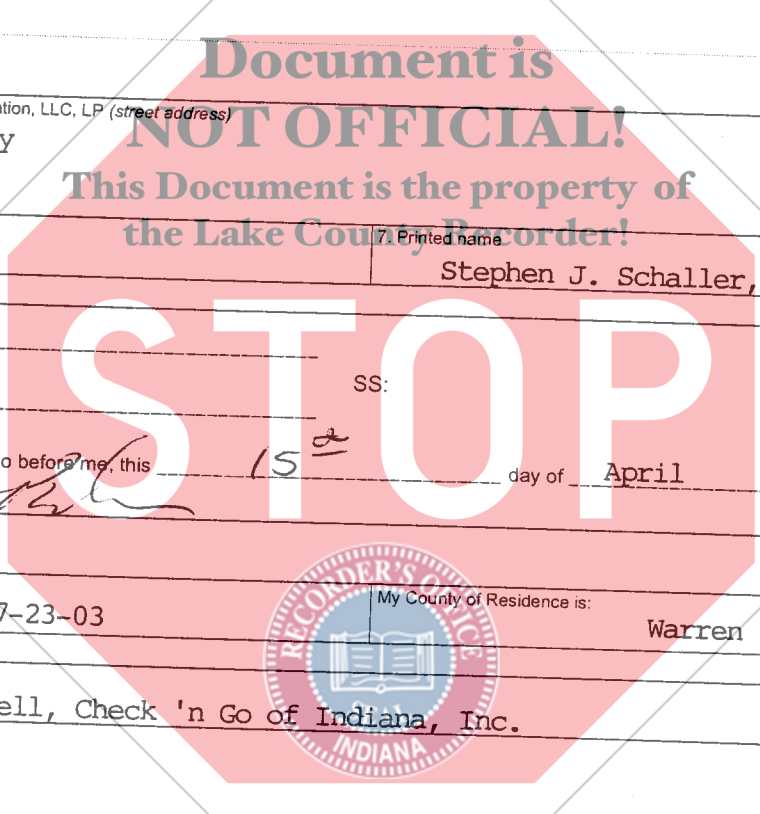 Document is
ation, LLC, LP (street address)
NOT OFFICIAL!
y
This Document is the property of
the Lake County Recorder!
7. Printed name
Stephen J. Schaller,
STOP
SS:
o before me, this 15 day of April
RECORDER'S OFFICE
7-23-03
My County of Residence is:
Warren
SEAL
ell, Check 'n Go of Indiana, Inc.
INDIANA